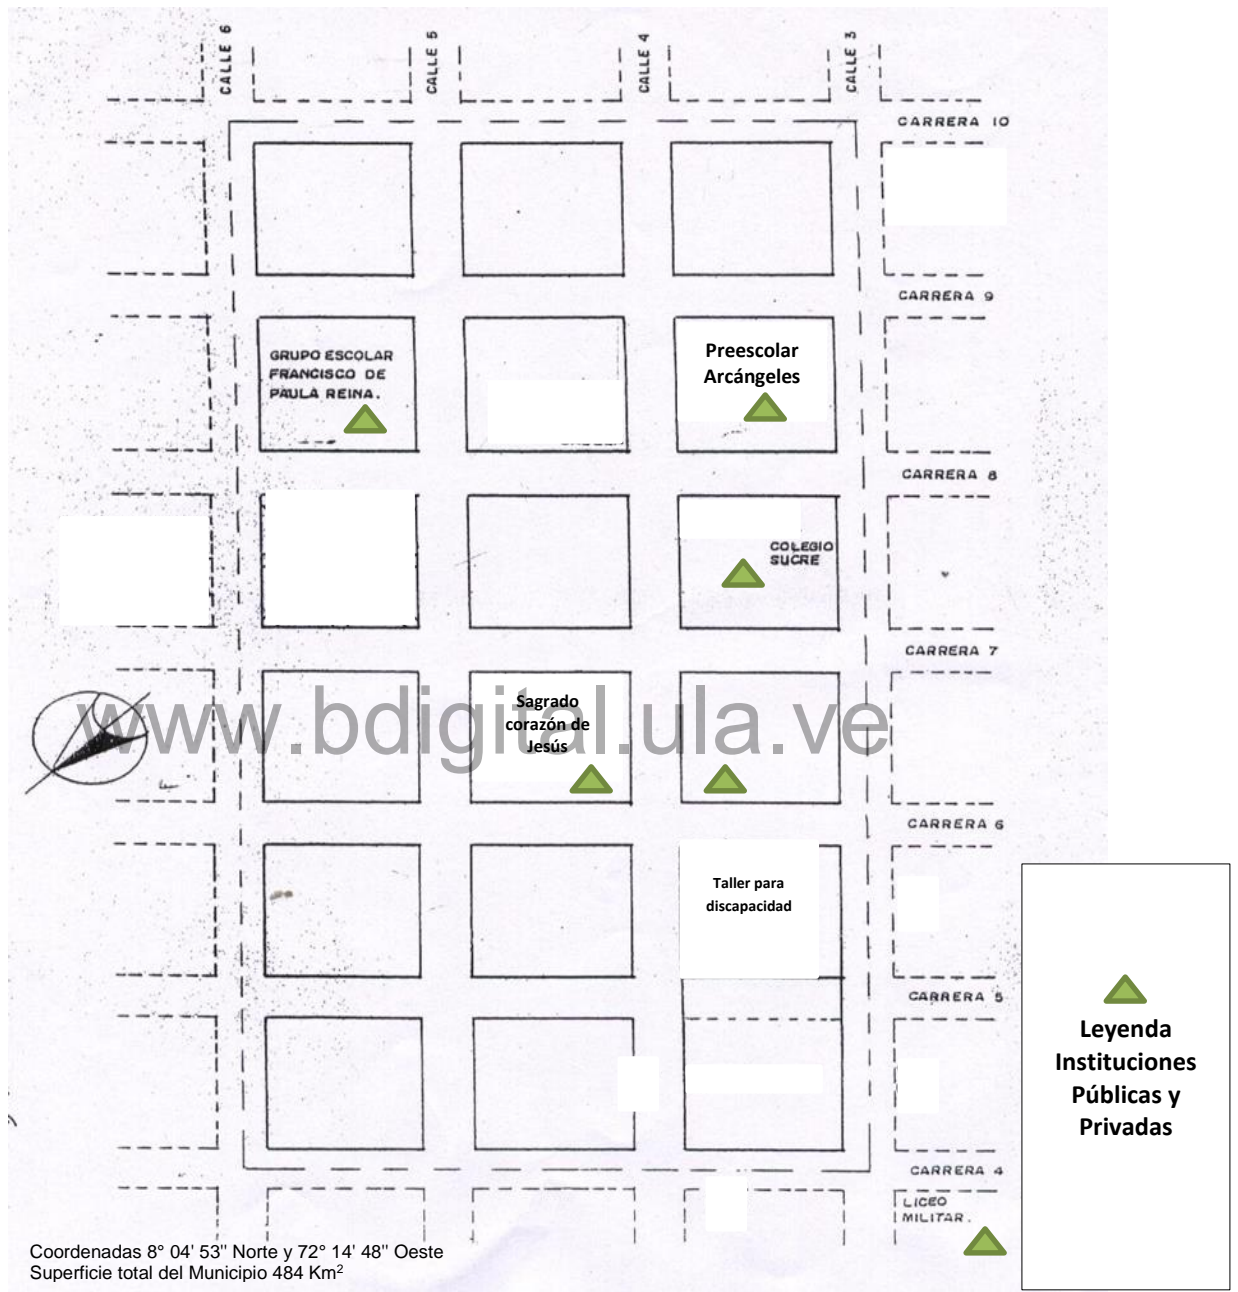 CALLE 6
CALLE 5
CALLE 4
CALLE 3
CARRERA 10
CARRERA 9
GRUPO ESCOLAR
FRANCISCO DE
PAULA REINA.
Preescolar
Arcángeles
CARRERA 8
COLEGIO
SUCRE
CARRERA 7
Sagrado
corazón de
Jesús
www.bdigital.ula.ve
CARRERA 6
Taller para
discapacidad
CARRERA 5
Leyenda
Instituciones
Públicas y
Privadas
CARRERA 4
LICEO
MILITAR.
Coordenadas 8° 04' 53'' Norte y 72° 14' 48'' Oeste
Superficie total del Municipio 484 Km²